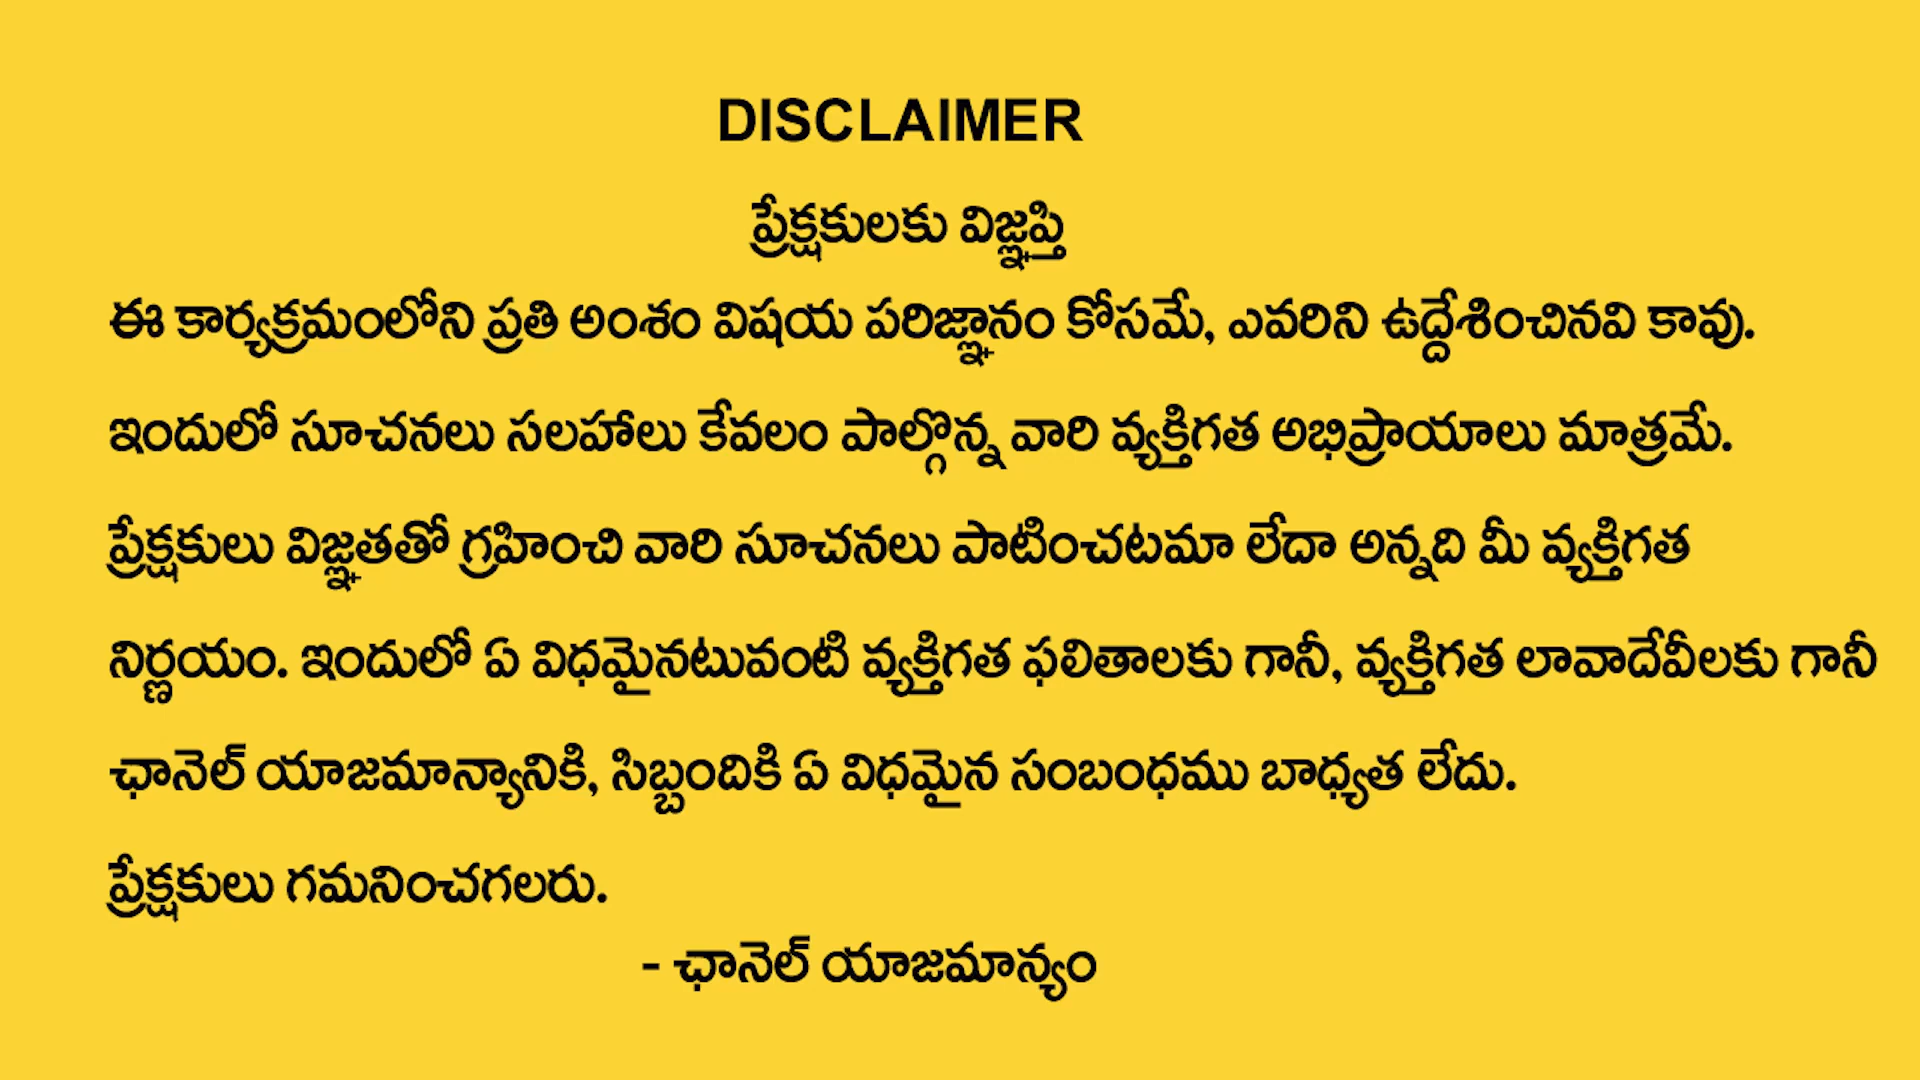 DISCLAIMER
ప్రేక్షకులకు విజ్ఞప్తి
ఈ కార్యక్రమంలోని ప్రతి అంశం విషయ పరిజ్ఞానం కోసమే, ఎవరిని ఉద్దేశించినవి కావు.
ఇందులో సూచనలు సలహాలు కేవలం పాల్గొన్న వారి వ్యక్తిగత అభిప్రాయాలు మాత్రమే.
ప్రేక్షకులు విజ్ఞతతో గ్రహించి వారి సూచనలు పాటించటమా లేదా అన్నది మీ వ్యక్తిగత
నిర్ణయం. ఇందులో ఏ విధమైనటువంటి వ్యక్తిగత ఫలితాలకు గానీ, వ్యక్తిగత లావాదేవీలకు గానీ
ఛానెల్ యాజమాన్యానికి, సిబ్బందికి ఏ విధమైన సంబంధము బాధ్యత లేదు.
ప్రేక్షకులు గమనించగలరు.
- ఛానెల్ యాజమాన్యం